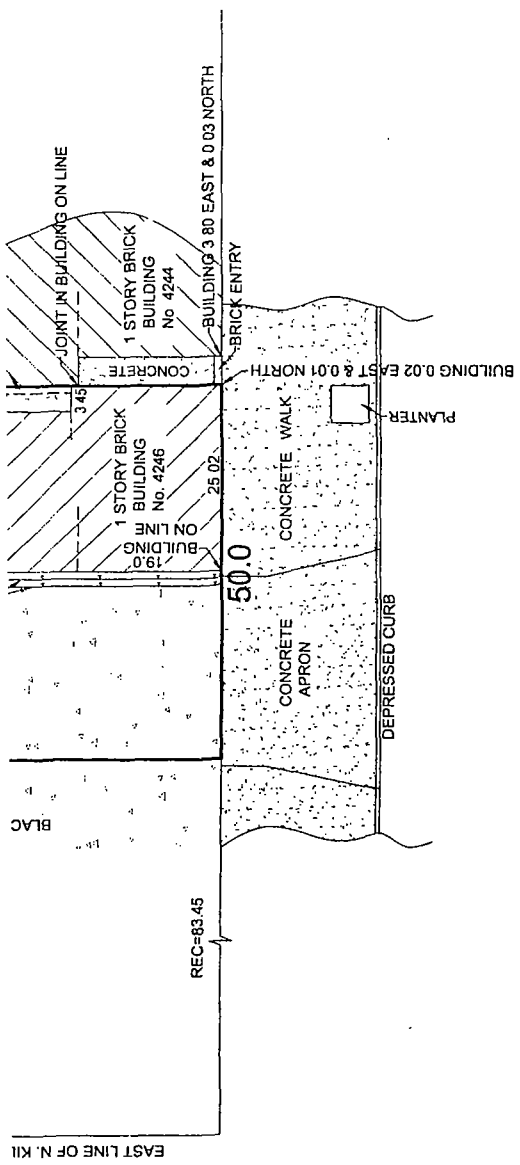 JOINT IN BUILDING ON LINE
1 STORY BRICK
BUILDING
No 4244
BUILDING 3 80 EAST & 0 03 NORTH
BRICK ENTRY
CONCRETE
3 45
1 STORY BRICK
BUILDING
No. 4246
25 02
BUILDING
ON LINE
19.0
50.0
BUILDING 0.02 EAST & 0.01 NORTH
PLANTER
CONCRETE WALK
CONCRETE
APRON
DEPRESSED CURB
BLAC
REC=83.45
EAST LINE OF N. KIL